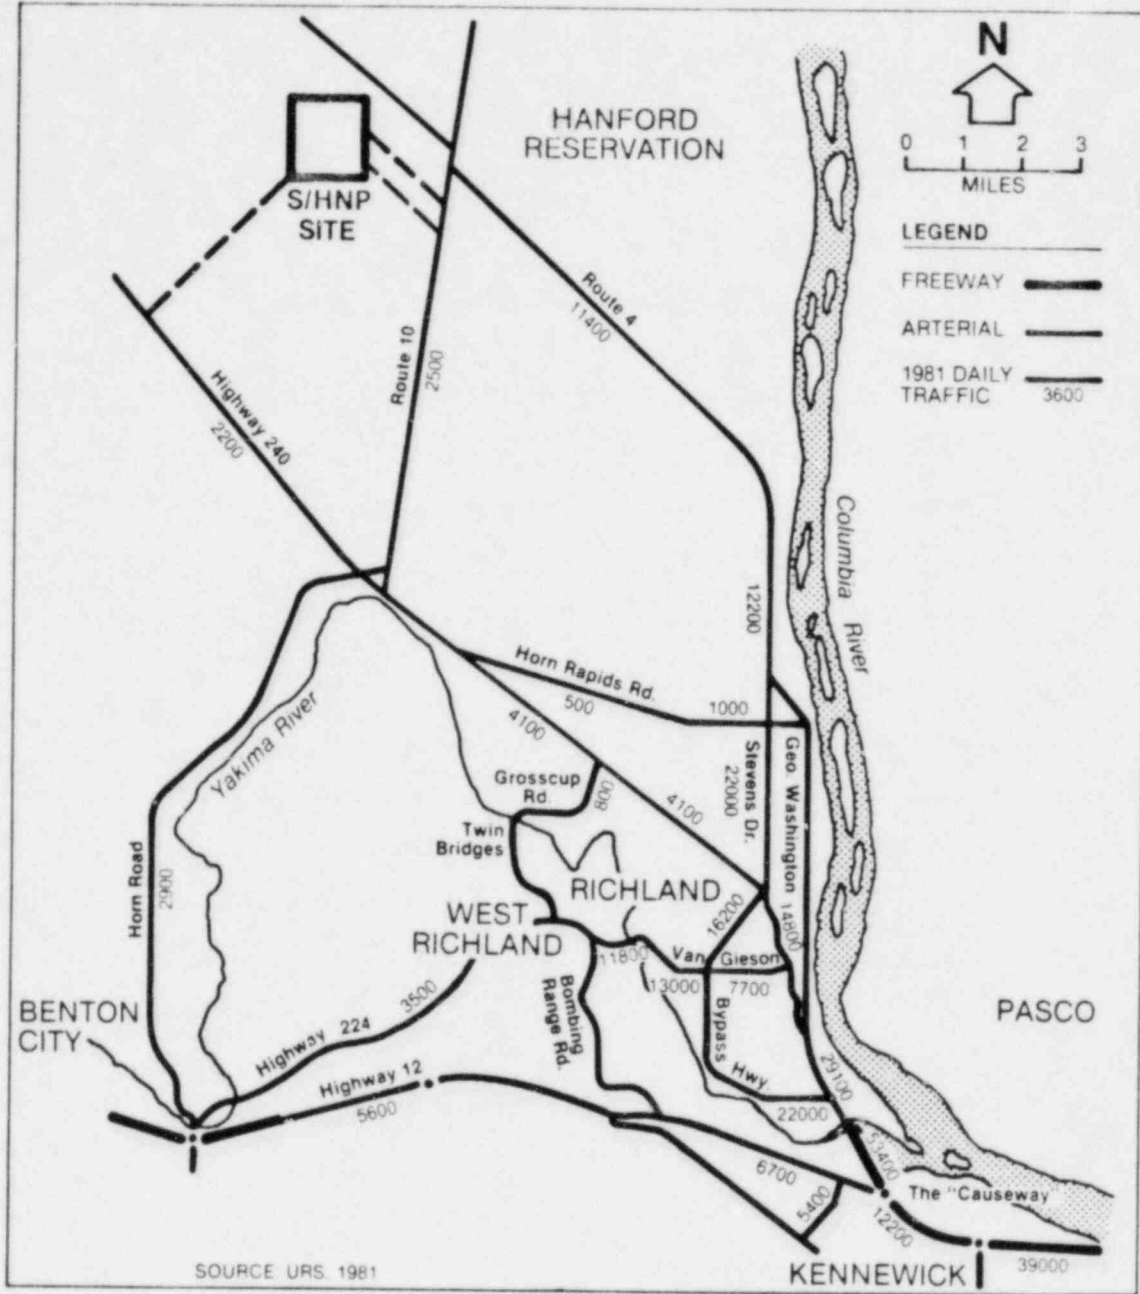 N
0 1 2 3
MILES
HANFORD
RESERVATION
S/HNP
SITE
LEGEND
FREEWAY
ARTERIAL
1981 DAILY
TRAFFIC
3600
Route 4
11400
Route 10
2500
Highway 240
2200
Columbia
River
12200
Horn Rapids Rd.
500
1000
4100
Yakima River
Stevens Dr.
22000
Geo. Washington
14800
Grosscup
Rd.
800
4100
Twin
Bridges
Horn Road
2900
RICHLAND
WEST
RICHLAND
16200
11800
Van Gieson
13000
7700
3500
Highway 224
Bombing
Range Rd.
Bypass
Hwy
PASCO
BENTON
CITY
Highway 12
5600
29100
22000
53400
6700
5400
The "Causeway"
12200
39000
SOURCE URS. 1981
KENNEWICK